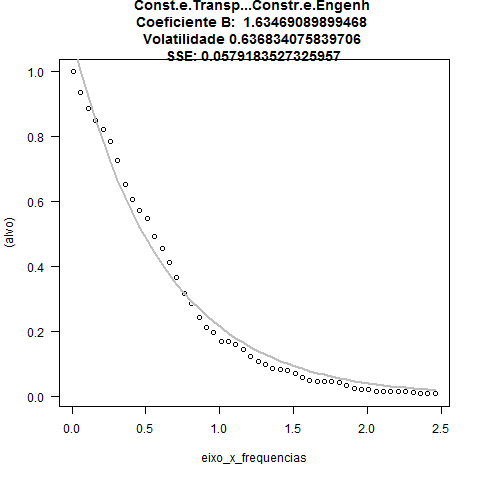 Const.e.Transp...Constr.e.Engenh
Coeficiente B:  1.63469089899468
Volatilidade 0.636834075839706
SSE: 0.0579183527325957
1.0
0.8
0.6
0.4
0.2
0.0
(alvo)
0.0 0.5 1.0 1.5 2.0 2.5
eixo_x_frequencias